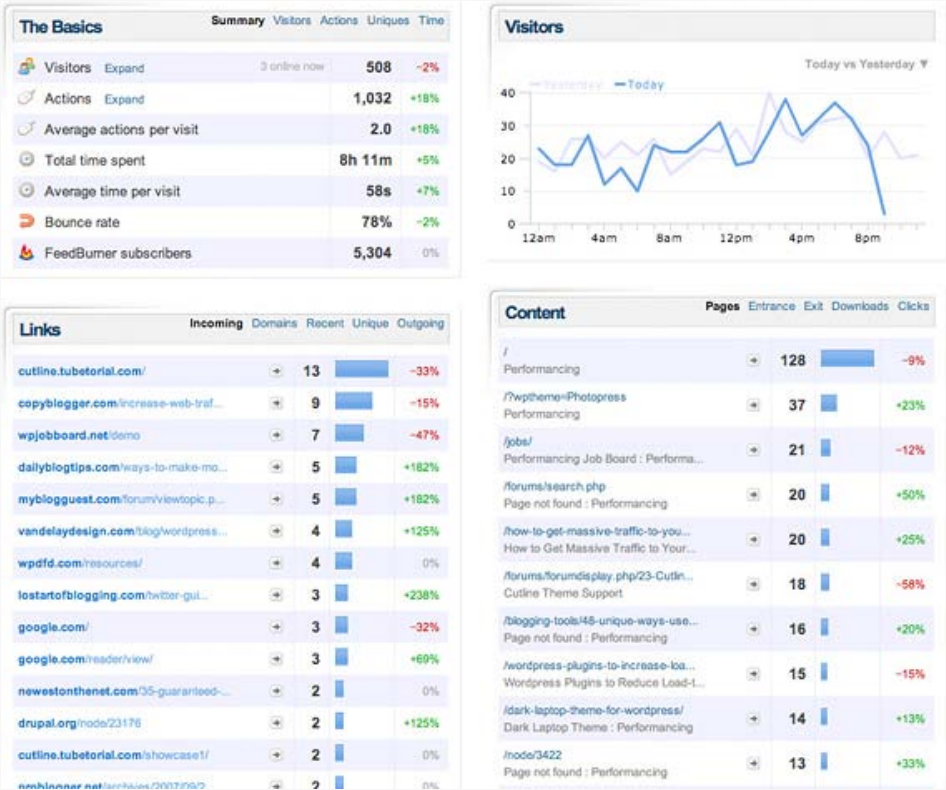 The Basics
Summary Visitors Actions Uniques Time
Visitors Expand 3 online now 508 -2%
Actions Expand 1,032 +18%
Average actions per visit 2.0 +18%
Total time spent 8h 11m +5%
Average time per visit 58s +7%
Bounce rate 78% -2%
FeedBurner subscribers 5,304 0%
Visitors
Today vs Yesterday ▼
Yesterday Today
40
30
20
10
0
12am 4am 8am 12pm 4pm 8pm
Links
Incoming Domains Recent Unique Outgoing
cutline.tubetorial.com/ 13 -33%
copyblogger.com/increase-web-traf... 9 -15%
wpjobboard.net/demo 7 -47%
dailyblogtips.com/ways-to-make-mo... 5 +182%
myblogguest.com/forum/viewtopic.p... 5 +182%
vandelaydesign.com/blog/wordpress... 4 +125%
wpdfd.com/resources/ 4 0%
lostartofblogging.com/twitter-gui... 3 +238%
google.com/ 3 -32%
google.com/reader/view/ 3 +69%
newestonthenet.com/35-guaranteed-... 2 0%
drupal.org/node/23176 2 +125%
cutline.tubetorial.com/showcase1/ 2 0%
2 0%
Content
Pages Entrance Exit Downloads Clicks
/
Performancing 128 -9%
/?wptheme=Photopress
Performancing 37 +23%
/jobs/
Performancing Job Board : Performa... 21 -12%
/forums/search.php
Page not found : Performancing 20 +50%
/how-to-get-massive-traffic-to-you...
How to Get Massive Traffic to Your... 20 +25%
/forums/forumdisplay.php/23-Cutlin...
Cutline Theme Support 18 -58%
/blogging-tools/48-unique-ways-use...
Page not found : Performancing 16 +20%
/wordpress-plugins-to-increase-loa...
Wordpress Plugins to Reduce Load-t... 15 -15%
/dark-laptop-theme-for-wordpress/
Dark Laptop Theme : Performancing 14 +13%
/node/3422
Page not found : Performancing 13 +33%